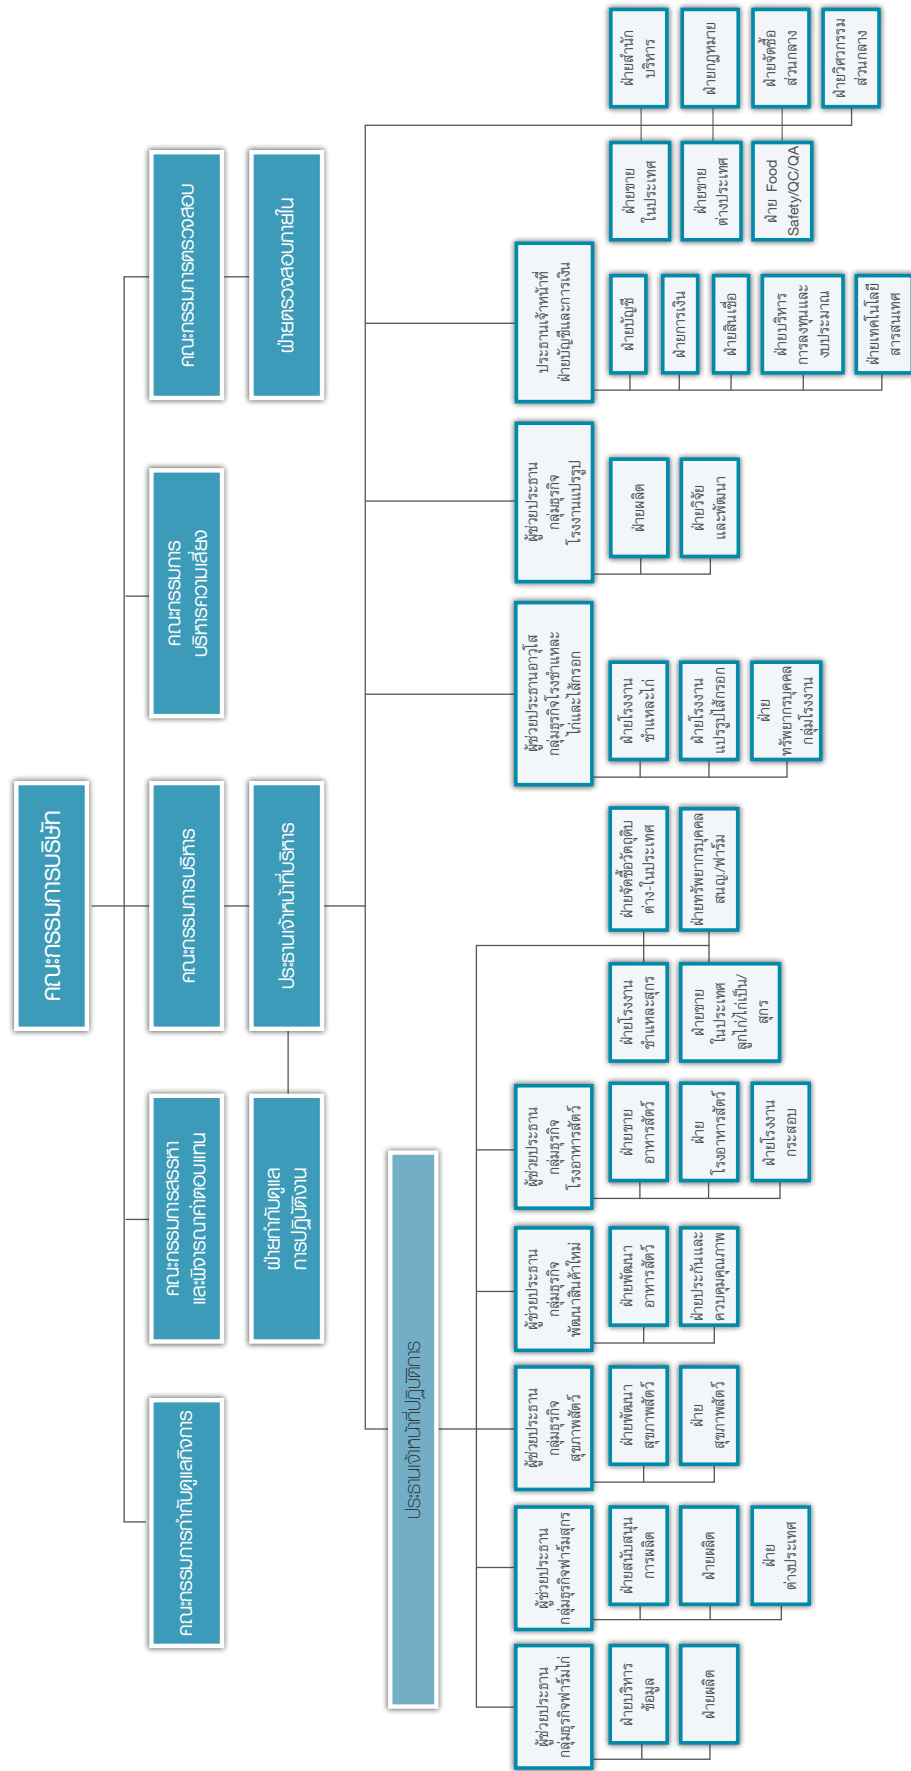 คณะกรรมการบริษัท
คณะกรรมการกำกับดูแลกิจการ
คณะกรรมการสรรหา
และพิจารณาค่าตอบแทน
คณะกรรมการบริหาร
คณะกรรมการ
บริหารความเสี่ยง
คณะกรรมการตรวจสอบ
ฝ่ายกำกับดูแล
การปฏิบัติงาน
ประธานเจ้าหน้าที่บริหาร
ฝ่ายตรวจสอบภายใน
ประธานเจ้าหน้าที่ปฏิบัติการ
ผู้ช่วยประธาน
กลุ่มธุรกิจฟาร์มไก่
ฝ่ายบริหาร
ข้อมูล
ฝ่ายผลิต
ผู้ช่วยประธาน
กลุ่มธุรกิจฟาร์มสุกร
ฝ่ายสนับสนุน
การผลิต
ฝ่ายผลิต
ฝ่าย
ต่างประเทศ
ผู้ช่วยประธาน
กลุ่มธุรกิจ
สุขภาพสัตว์
ฝ่ายพัฒนา
สุขภาพสัตว์
ฝ่าย
สุขภาพสัตว์
ผู้ช่วยประธาน
กลุ่มธุรกิจ
พัฒนาสินค้าใหม่
ฝ่ายพัฒนา
อาหารสัตว์
ฝ่ายประกันและ
ควบคุมคุณภาพ
ผู้ช่วยประธาน
กลุ่มธุรกิจ
โรงอาหารสัตว์
ฝ่ายขาย
อาหารสัตว์
ฝ่าย
โรงอาหารสัตว์
ฝ่ายโรงงาน
กระสอบ
ฝ่ายโรงงาน
ชำแหละสุกร
ฝ่ายจัดซื้อวัตถุดิบ
ต่าง-ในประเทศ
ฝ่ายขาย
ในประเทศ
ลูกไก่/ไก่เป็น/
สุกร
ฝ่ายทรัพยากรบุคคล
สนญ./ฟาร์ม
ผู้ช่วยประธานอาวุโส
กลุ่มธุรกิจโรงชำแหละ
ไก่และไส้กรอก
ฝ่ายโรงงาน
ชำแหละไก่
ฝ่ายโรงงาน
แปรรูปไส้กรอก
ฝ่าย
ทรัพยากรบุคคล
กลุ่มโรงงาน
ผู้ช่วยประธาน
กลุ่มธุรกิจ
โรงงานแปรรูป
ฝ่ายผลิต
ฝ่ายวิจัย
และพัฒนา
ประธานเจ้าหน้าที่
ฝ่ายบัญชีและการเงิน
ฝ่ายบัญชี
ฝ่ายการเงิน
ฝ่ายสินเชื่อ
ฝ่ายบริหาร
การลงทุนและ
งบประมาณ
ฝ่ายเทคโนโลยี
สารสนเทศ
ฝ่ายขาย
ในประเทศ
ฝ่ายสำนัก
บริหาร
ฝ่ายขาย
ต่างประเทศ
ฝ่ายกฎหมาย
ฝ่าย Food
Safety/QC/QA
ฝ่ายจัดซื้อ
ส่วนกลาง
ฝ่ายวิศวกรรม
ส่วนกลาง